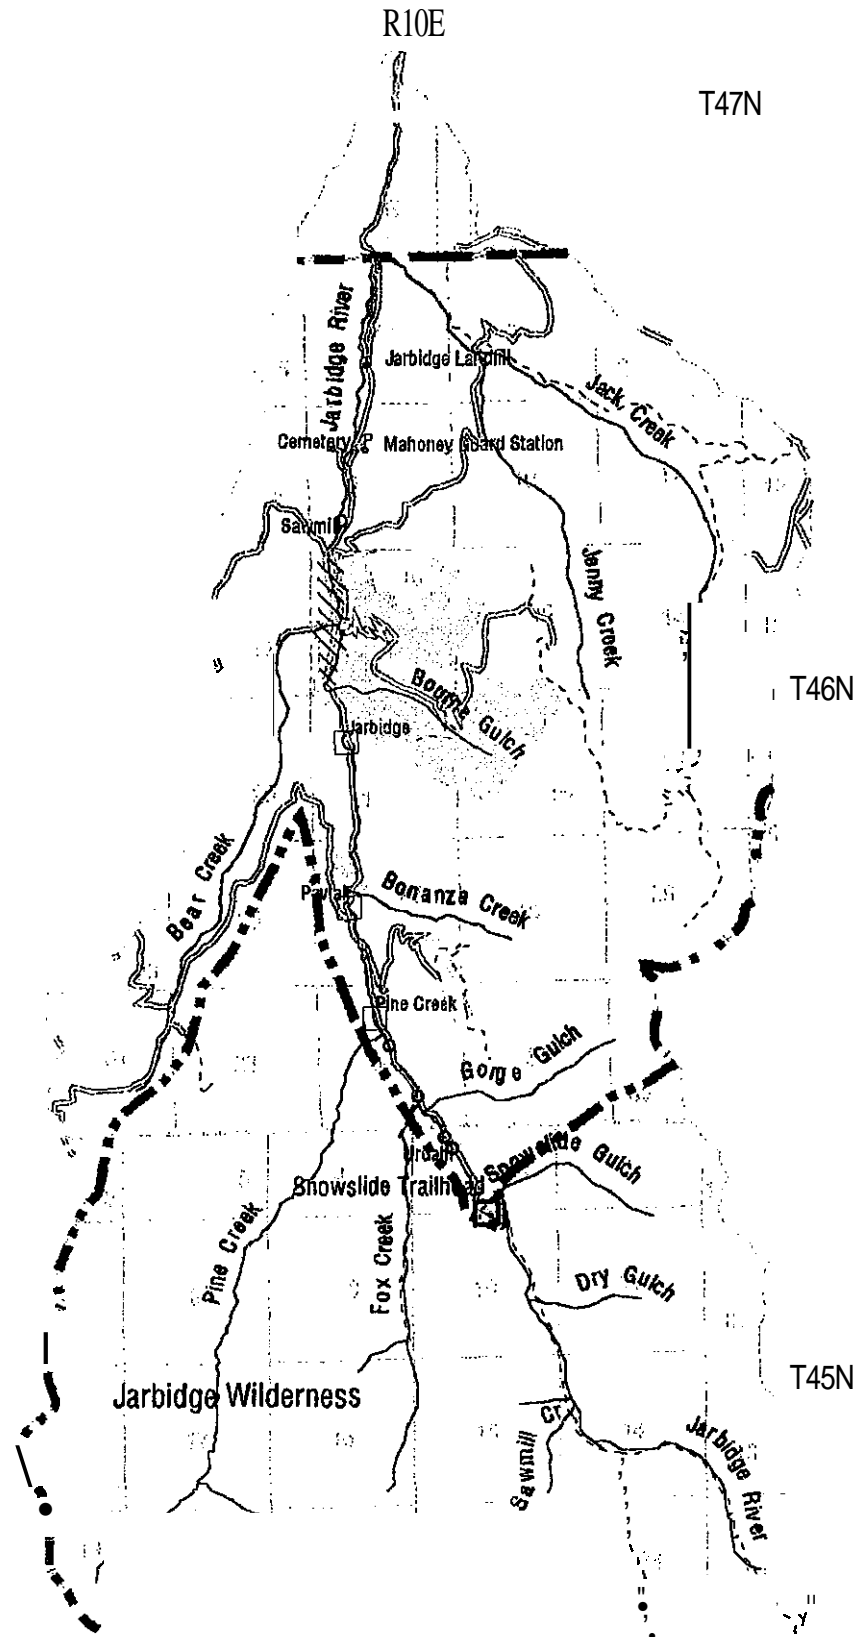 R10E
T47N
Jarbidge River
Jarbidge Landfill
Jack Creek
Cemetery
Mahoney Guard Station
Sawmill
Jenny Creek
T46N
Bourne Gulch
Jarbidge
Bear Creek
Bonanza Creek
Pine Creek
Gorge Gulch
Snowslide Gulch
Snowslide Trailhead
Pine Creek
Fox Creek
Dry Gulch
T45N
Jarbidge Wilderness
Sawmill Cr
Jarbidge River